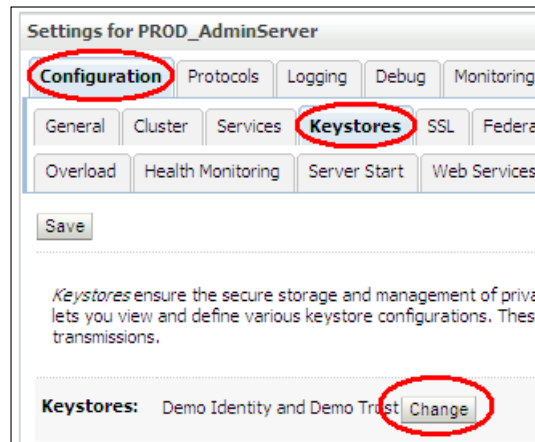 Settings for PROD_AdminServer
Configuration Protocols Logging Debug Monitoring
General Cluster Services Keystores SSL Federa
Overload Health Monitoring Server Start Web Services
Save
Keystores ensure the secure storage and management of priva
lets you view and define various keystore configurations. Thes
transmissions.
Keystores: Demo Identity and Demo Trust Change